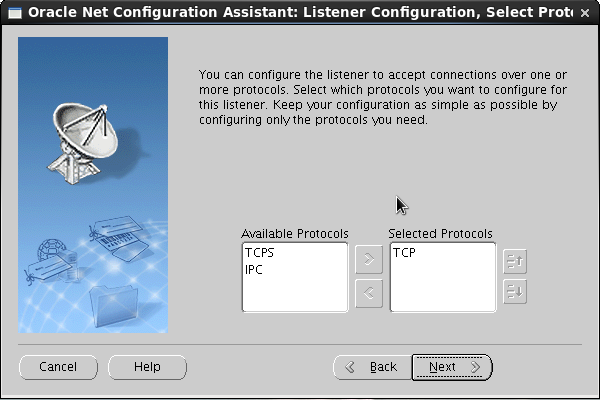 Oracle Net Configuration Assistant: Listener Configuration, Select Prot
You can configure the listener to accept connections over one or
more protocols. Select which protocols you want to configure for
this listener. Keep your configuration as simple as possible by
configuring only the protocols you need.
Available Protocols Selected Protocols
TCPS TCP
IPC
Cancel Help Back Next